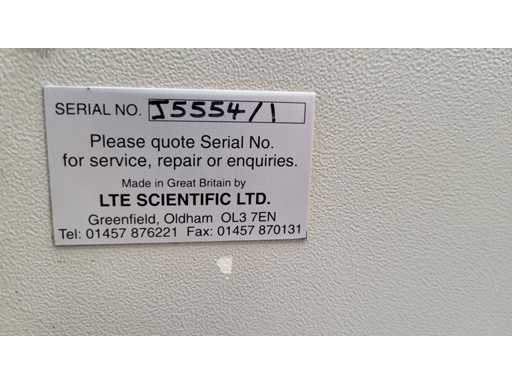 SERIAL NO. J5554/1
Please quote Serial No.
for service, repair or enquiries.
Made in Great Britain by
LTE SCIENTIFIC LTD.
Greenfield, Oldham OL3 7EN
Tel: 01457 876221 Fax: 01457 870131